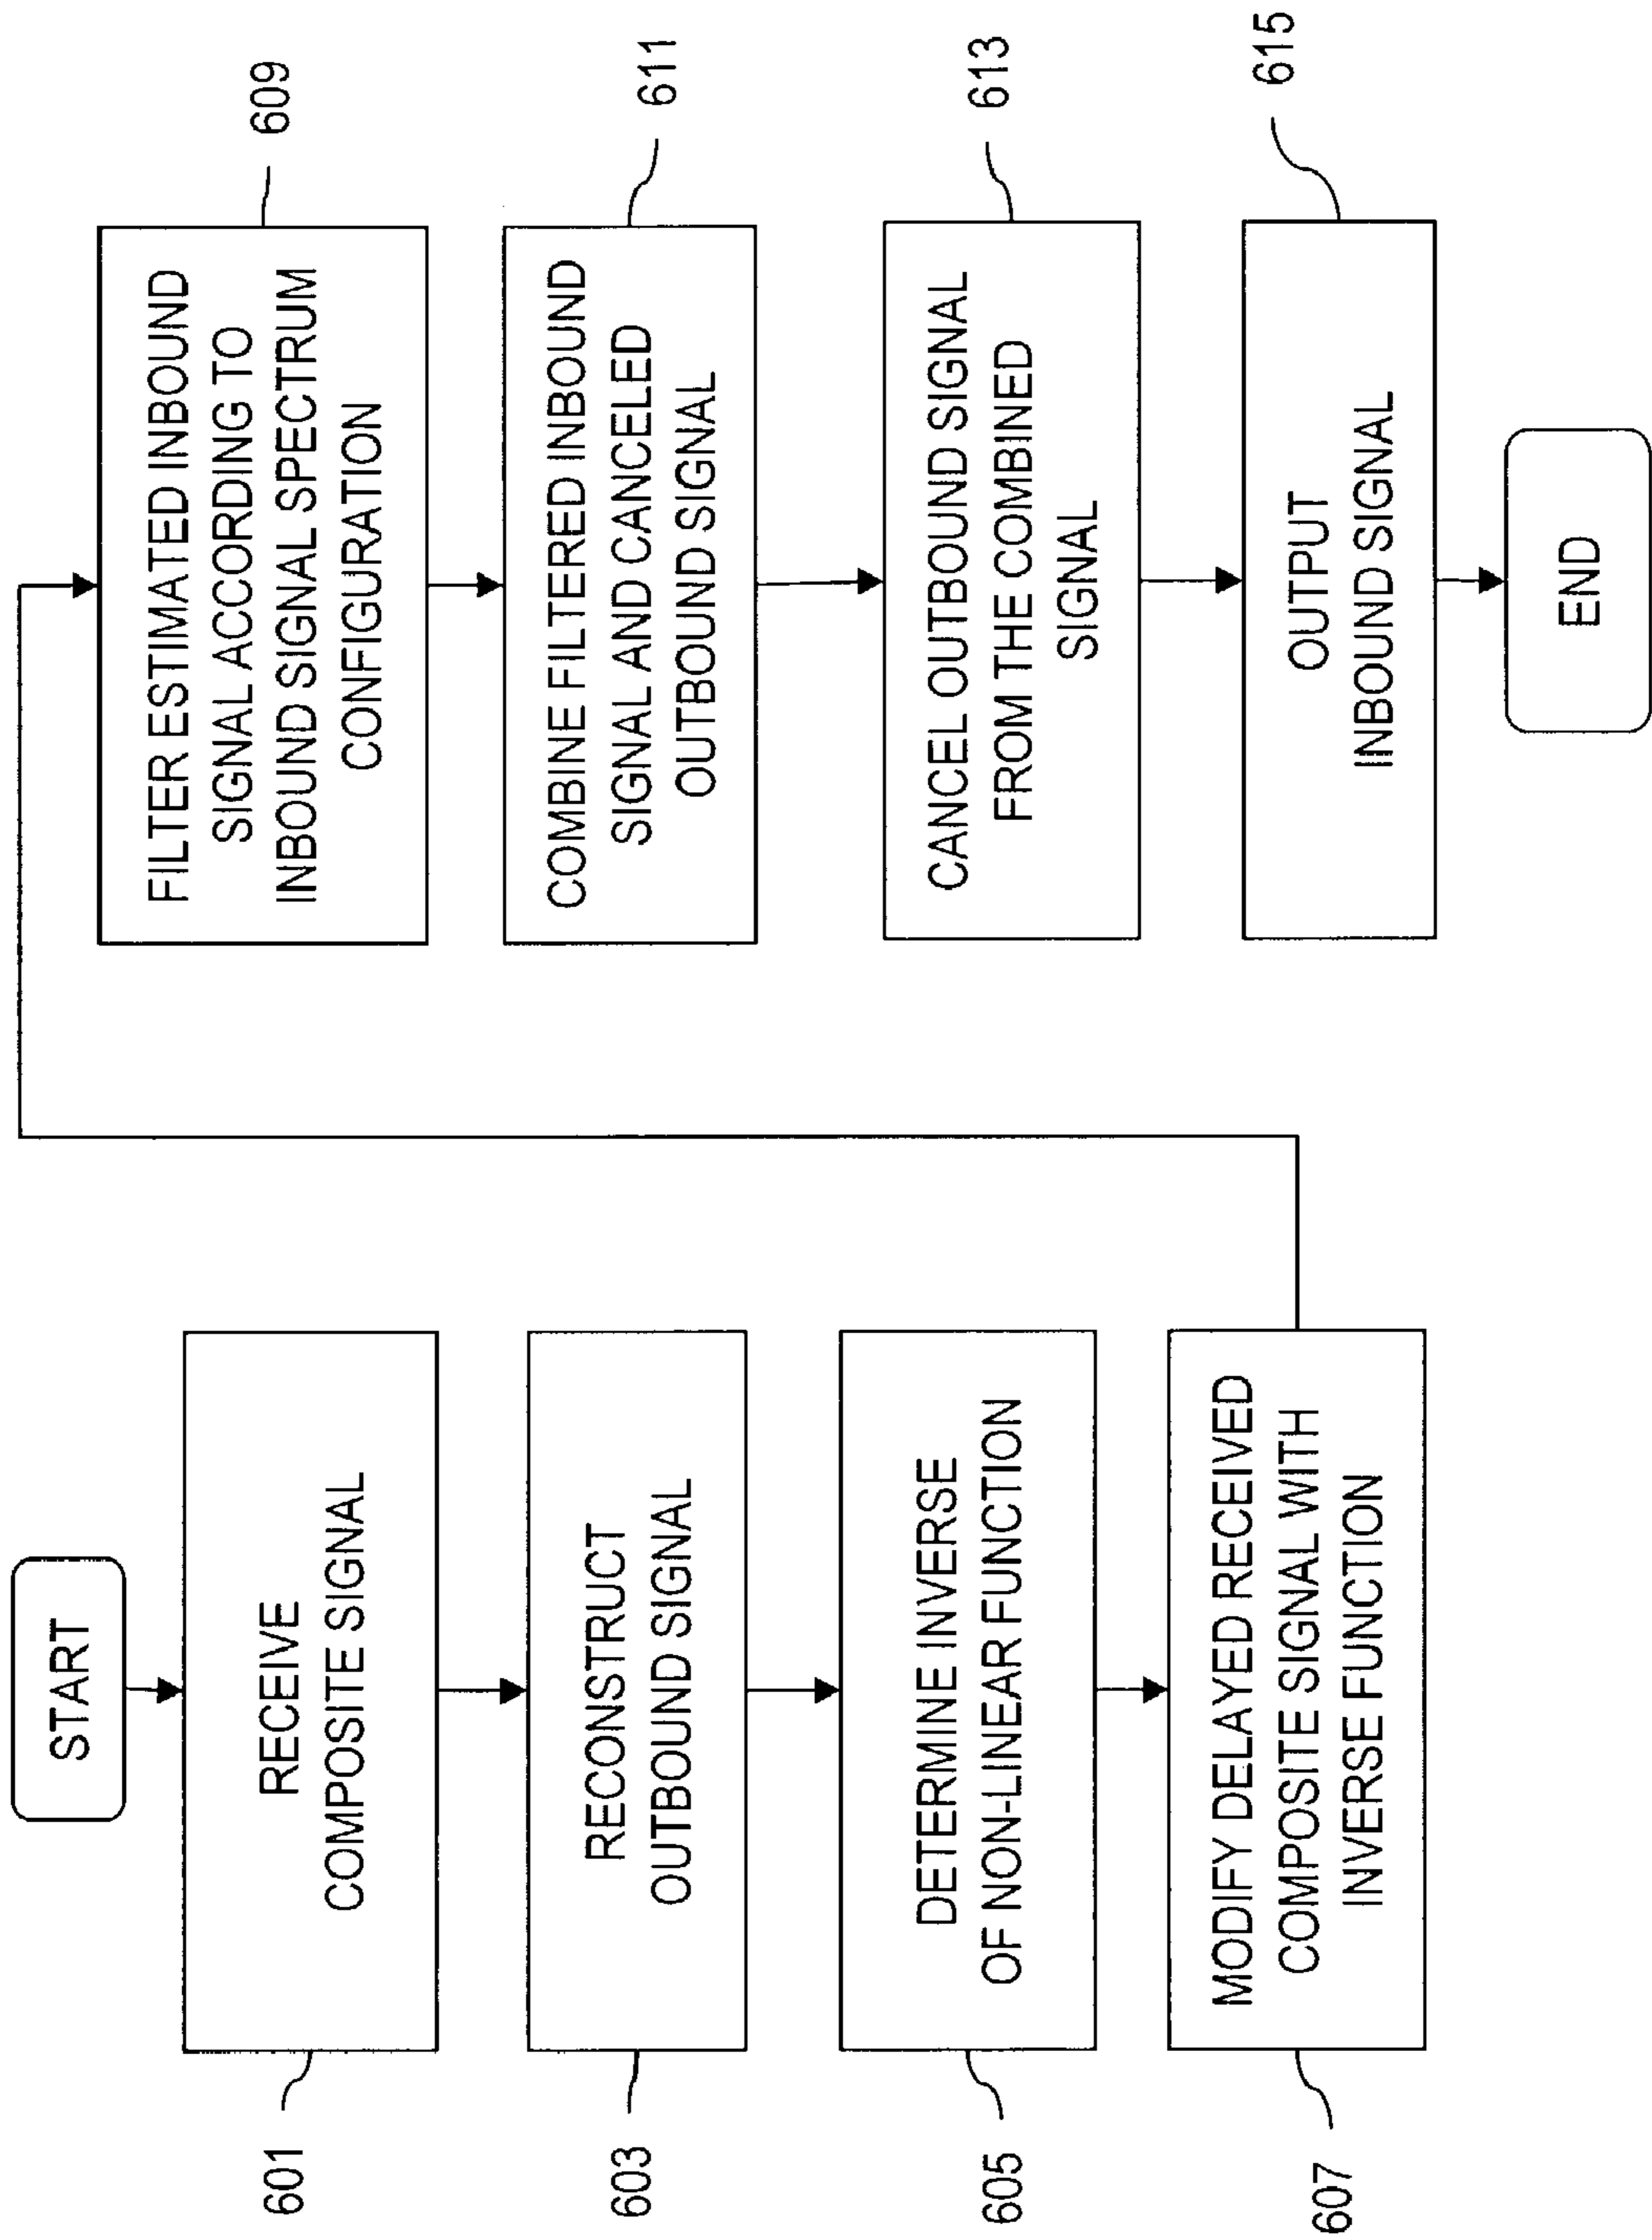 START
RECEIVE
COMPOSITE SIGNAL
601
RECONSTRUCT
OUTBOUND SIGNAL
603
DETERMINE INVERSE
OF NON-LINEAR FUNCTION
605
MODIFY DELAYED RECEIVED
COMPOSITE SIGNAL WITH
INVERSE FUNCTION
607
FILTER ESTIMATED INBOUND
SIGNAL ACCORDING TO
INBOUND SIGNAL SPECTRUM
CONFIGURATION
609
COMBINE FILTERED INBOUND
SIGNAL AND CANCELED
OUTBOUND SIGNAL
611
CANCEL OUTBOUND SIGNAL
FROM THE COMBINED
SIGNAL
613
OUTPUT
INBOUND SIGNAL
615
END